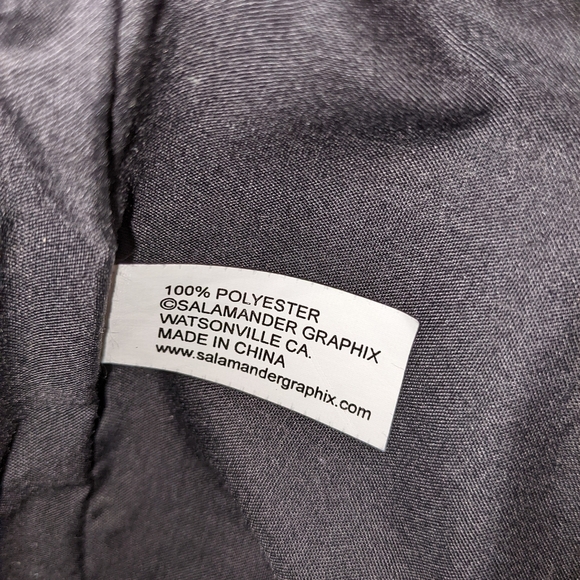 100% POLYESTER
©SALAMANDER GRAPHIX
WATSONVILLE CA.
MADE IN CHINA
www.salamandergraphix.com